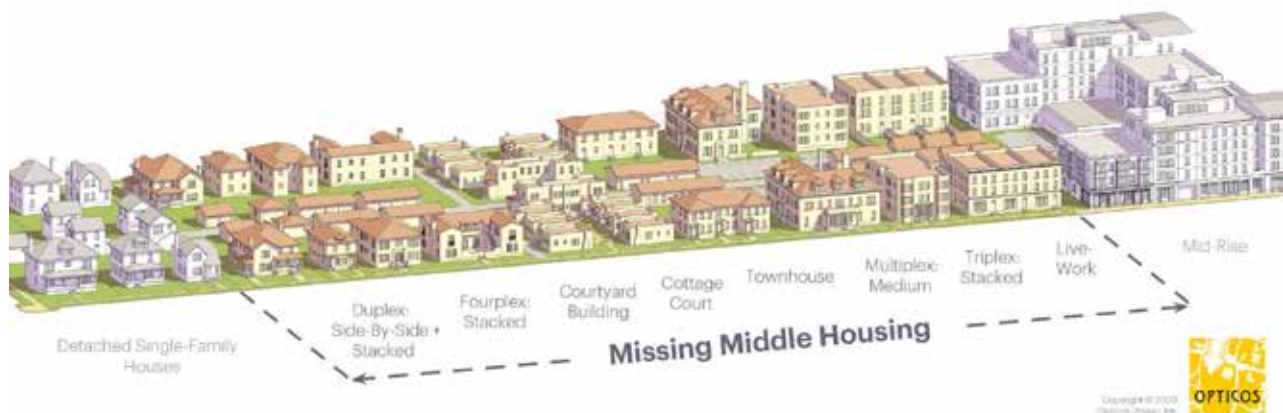 Detached Single-Family
Houses
Duplex:
Side-By-Side +
Stacked
Fourplex:
Stacked
Courtyard
Building
Cottage
Court
Townhouse
Multiplex:
Medium
Triplex:
Stacked
Live-
Work
Mid-Rise
Missing Middle Housing
OPTICOS
Copyright ©